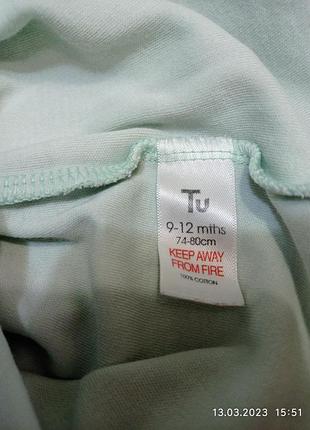 Tu
9-12 mths
74-80cm
KEEP AWAY
FROM FIRE
100% COTTON
13.03.2023 15:51